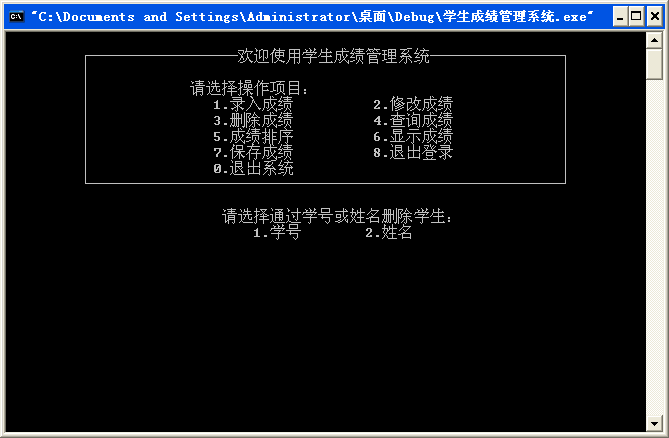 "C:\Documents and Settings\Administrator\桌面\Debug\学生成绩管理系统.exe"
欢迎使用学生成绩管理系统
请选择操作项目:
1.录入成绩 2.修改成绩
3.删除成绩 4.查询成绩
5.成绩排序 6.显示成绩
7.保存成绩 8.退出登录
0.退出系统
请选择通过学号或姓名删除学生:
1.学号 2.姓名